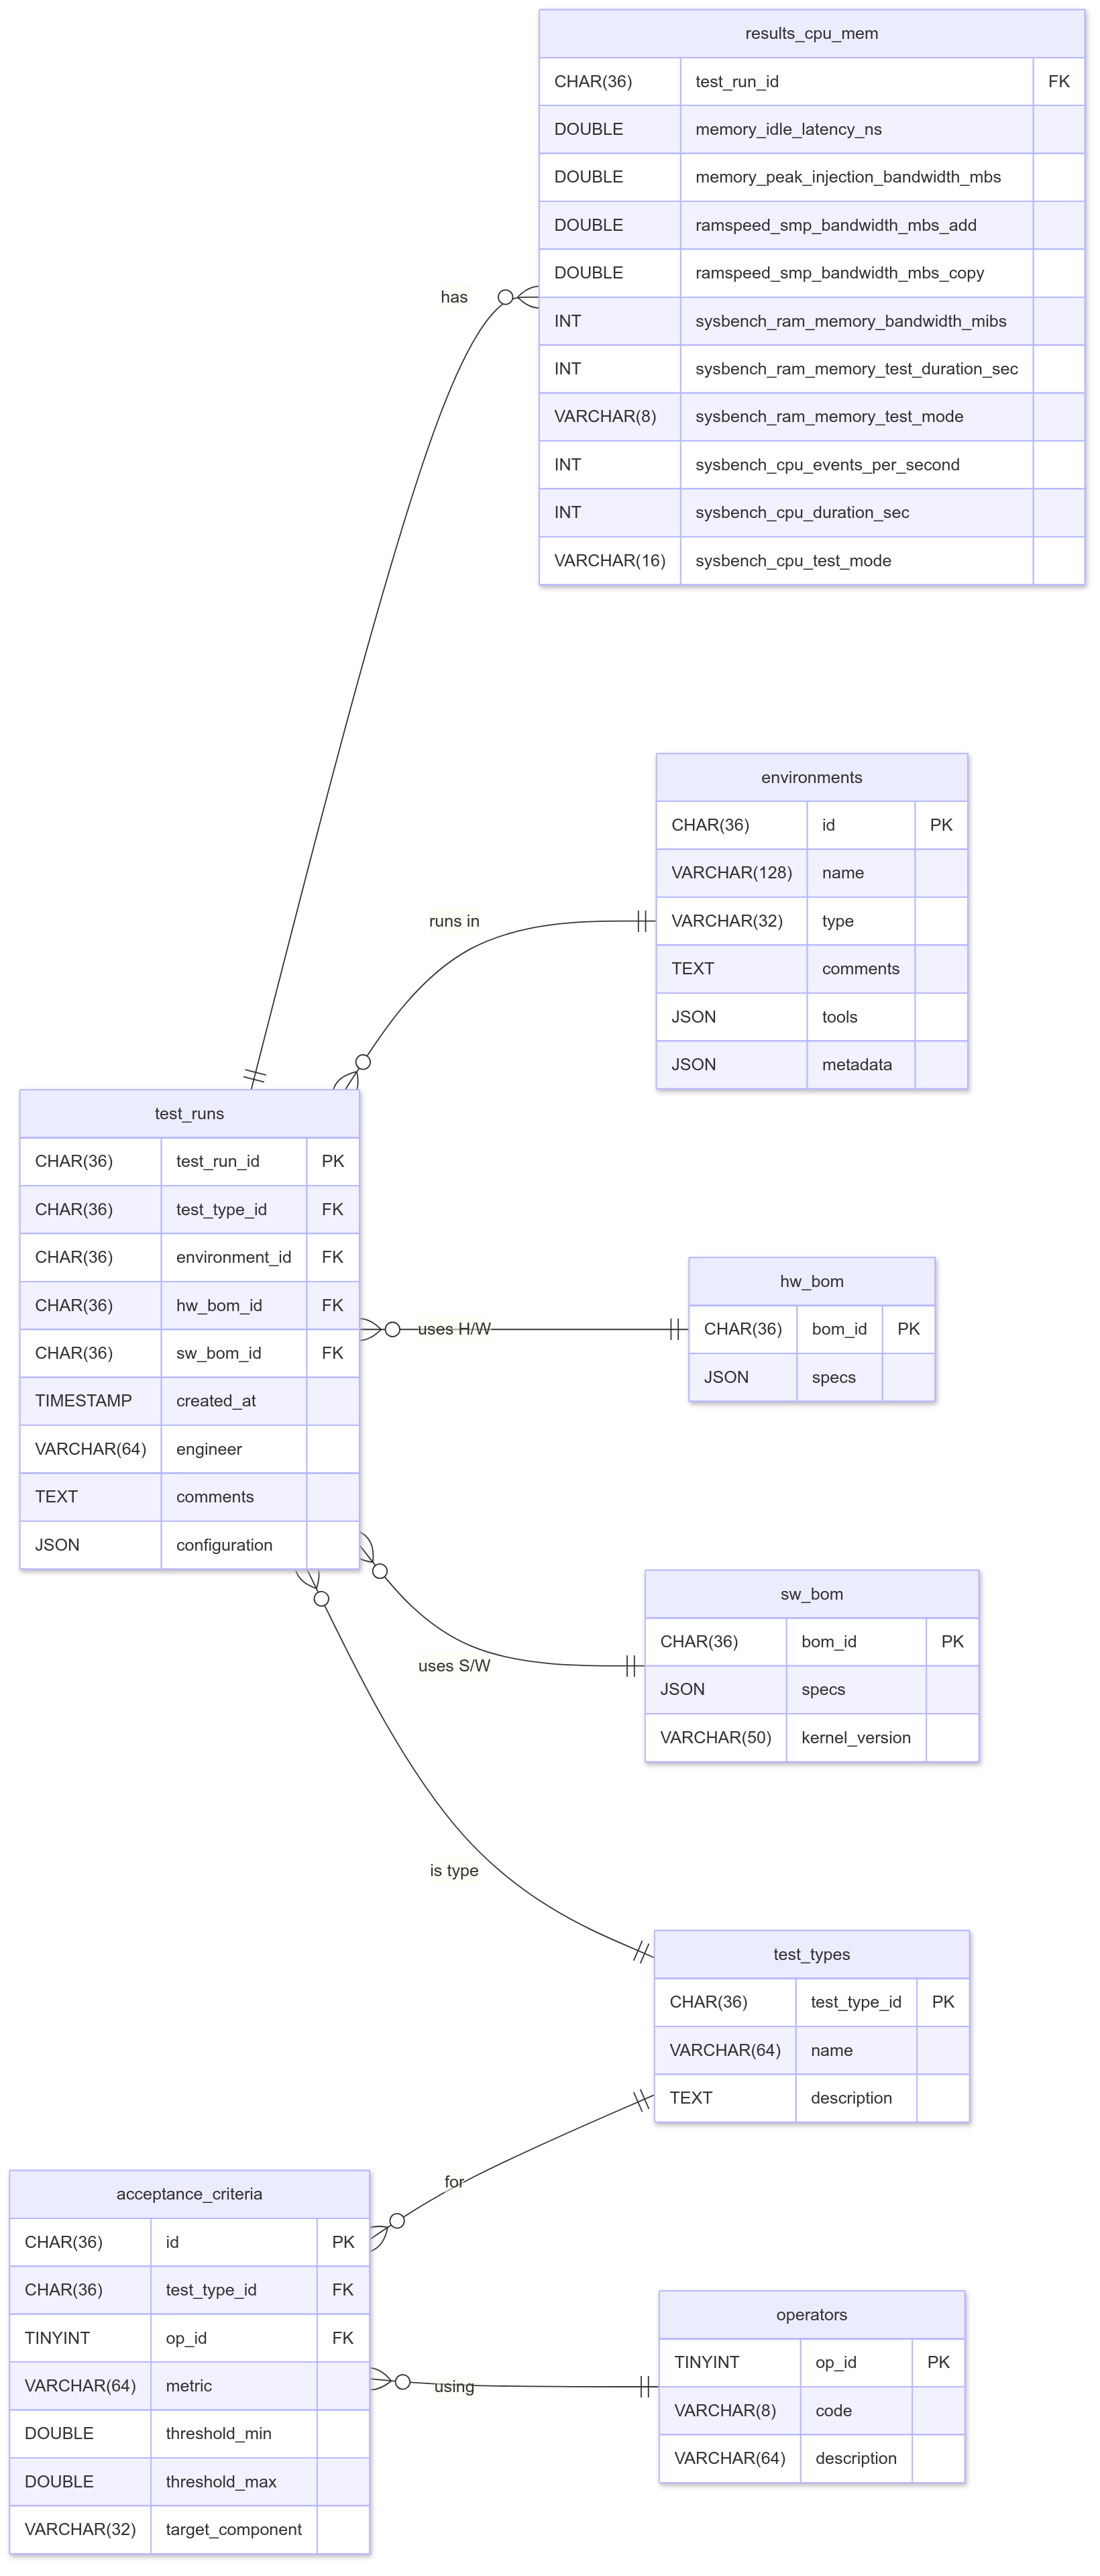 results_cpu_mem
CHAR(36) test_run_id FK
DOUBLE memory_idle_latency_ns
DOUBLE memory_peak_injection_bandwidth_mbs
DOUBLE ramspeed_smp_bandwidth_mbs_add
DOUBLE ramspeed_smp_bandwidth_mbs_copy
INT sysbench_ram_memory_bandwidth_mibs
INT sysbench_ram_memory_test_duration_sec
VARCHAR(8) sysbench_ram_memory_test_mode
INT sysbench_cpu_events_per_second
INT sysbench_cpu_duration_sec
VARCHAR(16) sysbench_cpu_test_mode
has
environments
CHAR(36) id PK
VARCHAR(128) name
VARCHAR(32) type
TEXT comments
JSON tools
JSON metadata
runs in
test_runs
CHAR(36) test_run_id PK
CHAR(36) test_type_id FK
CHAR(36) environment_id FK
CHAR(36) hw_bom_id FK
CHAR(36) sw_bom_id FK
TIMESTAMP created_at
VARCHAR(64) engineer
TEXT comments
JSON configuration
uses H/W
hw_bom
CHAR(36) bom_id PK
JSON specs
uses S/W
sw_bom
CHAR(36) bom_id PK
JSON specs
VARCHAR(50) kernel_version
is type
test_types
CHAR(36) test_type_id PK
VARCHAR(64) name
TEXT description
for
acceptance_criteria
CHAR(36) id PK
CHAR(36) test_type_id FK
TINYINT op_id FK
VARCHAR(64) metric
DOUBLE threshold_min
DOUBLE threshold_max
VARCHAR(32) target_component
using
operators
TINYINT op_id PK
VARCHAR(8) code
VARCHAR(64) description